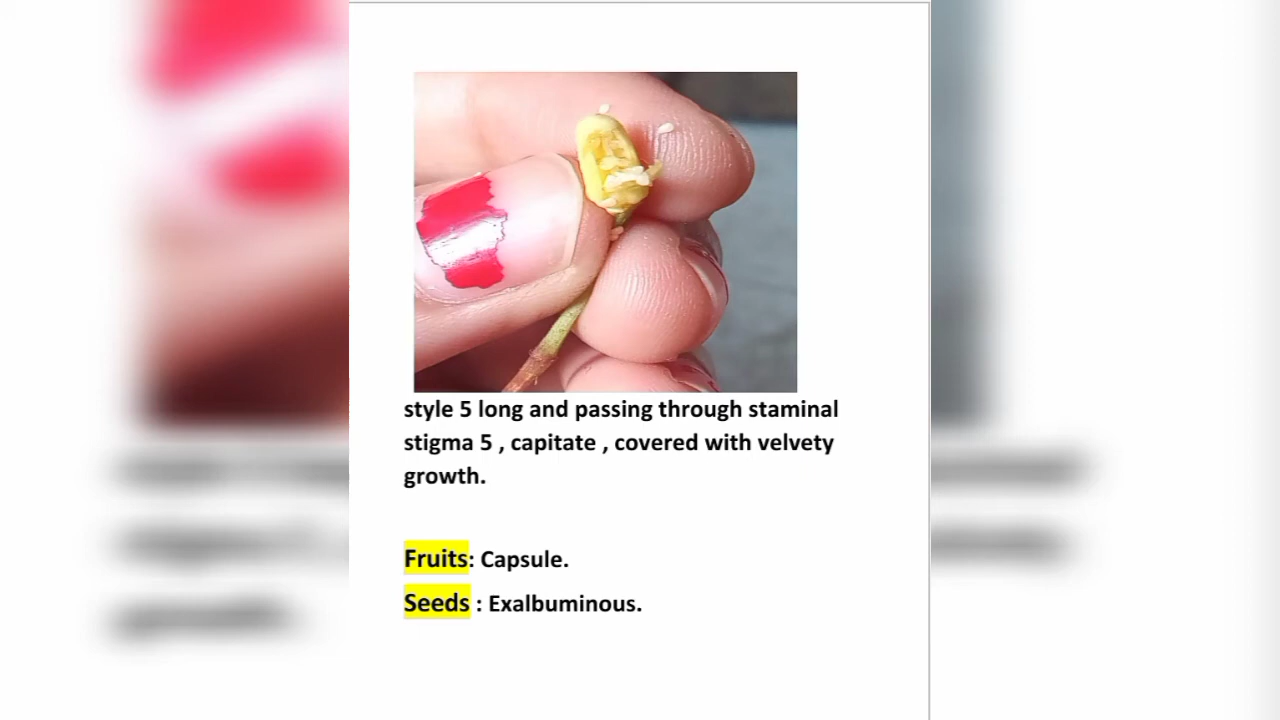 style 5 long and passing through staminal
stigma 5 , capitate , covered with velvety
growth.
Fruits: Capsule.
Seeds : Exalbuminous.